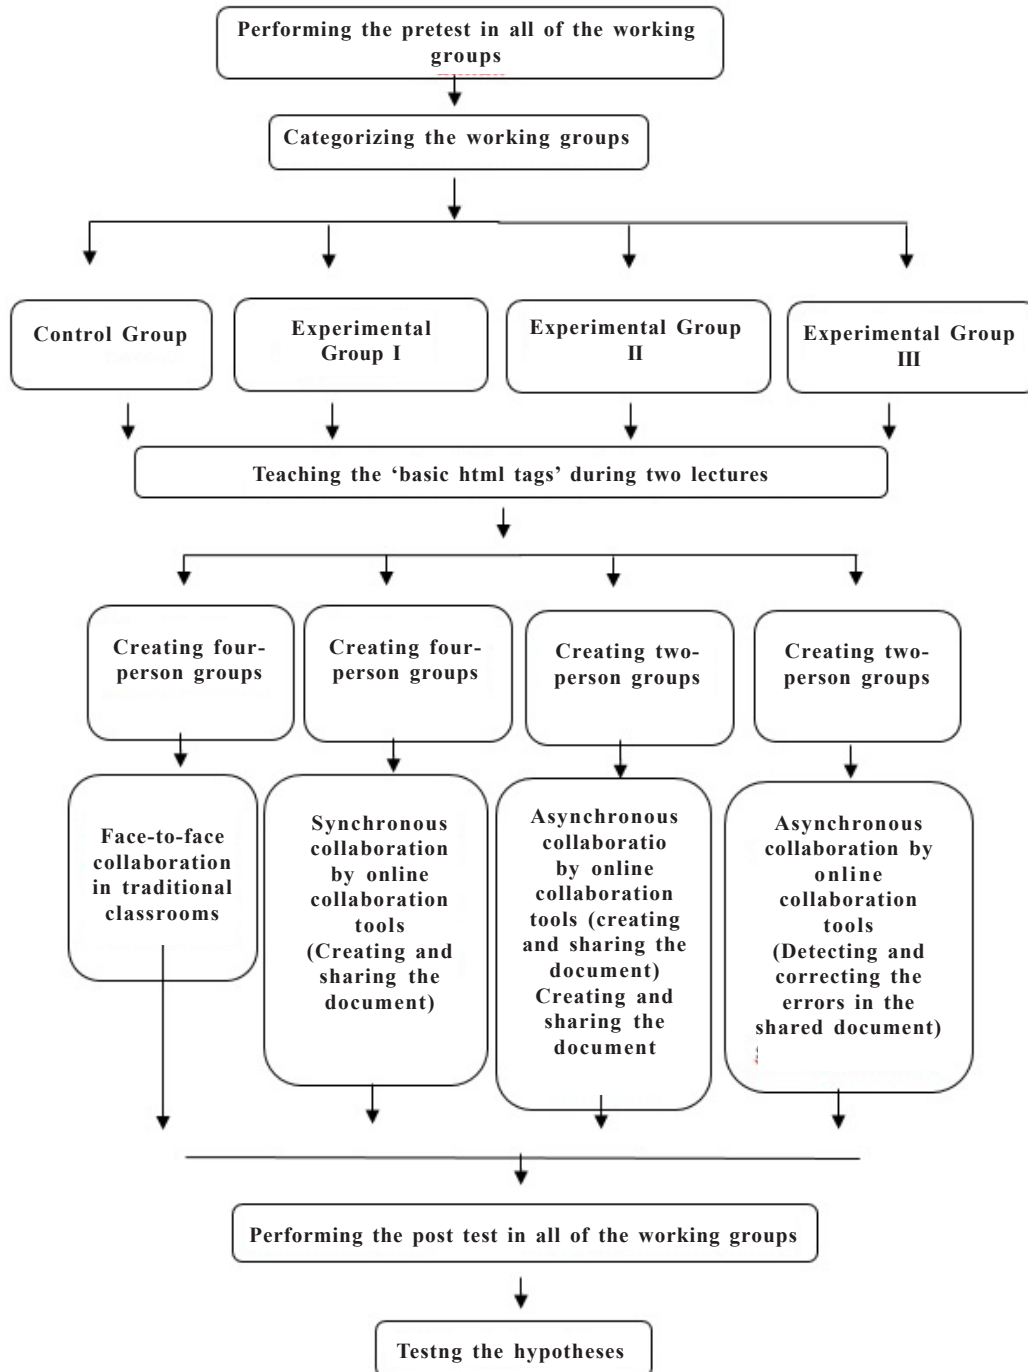 Performing the pretest in all of the working
groups
Categorizing the working groups
Control Group
Experimental
Group I
Experimental Group
II
Experimental Group
III
Teaching the ‘basic html tags’ during two lectures
Creating four-
person groups
Creating four-
person groups
Creating two-
person groups
Creating two-
person groups
Face-to-face
collaboration
in traditional
classrooms
Synchronous
collaboration
by online
collaboration
tools
(Creating and
sharing the
document)
Asynchronous
collaboratio
by online
collaboration
tools (creating
and sharing the
document)
Creating and
sharing the
document
Asynchronous
collaboration by
online
collaboration
tools
(Detecting and
correcting the
errors in the
shared document)
Performing the post test in all of the working groups
Testng the hypotheses